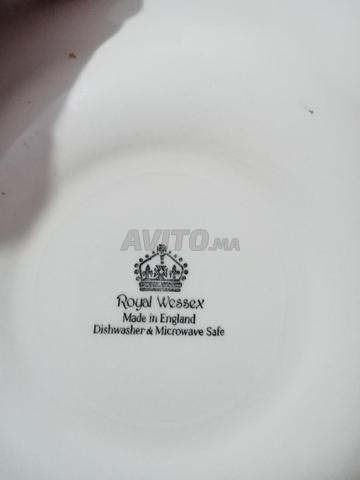 AVITO.MA
Royal Wessex
Made in England
Dishwasher & Microwave Safe